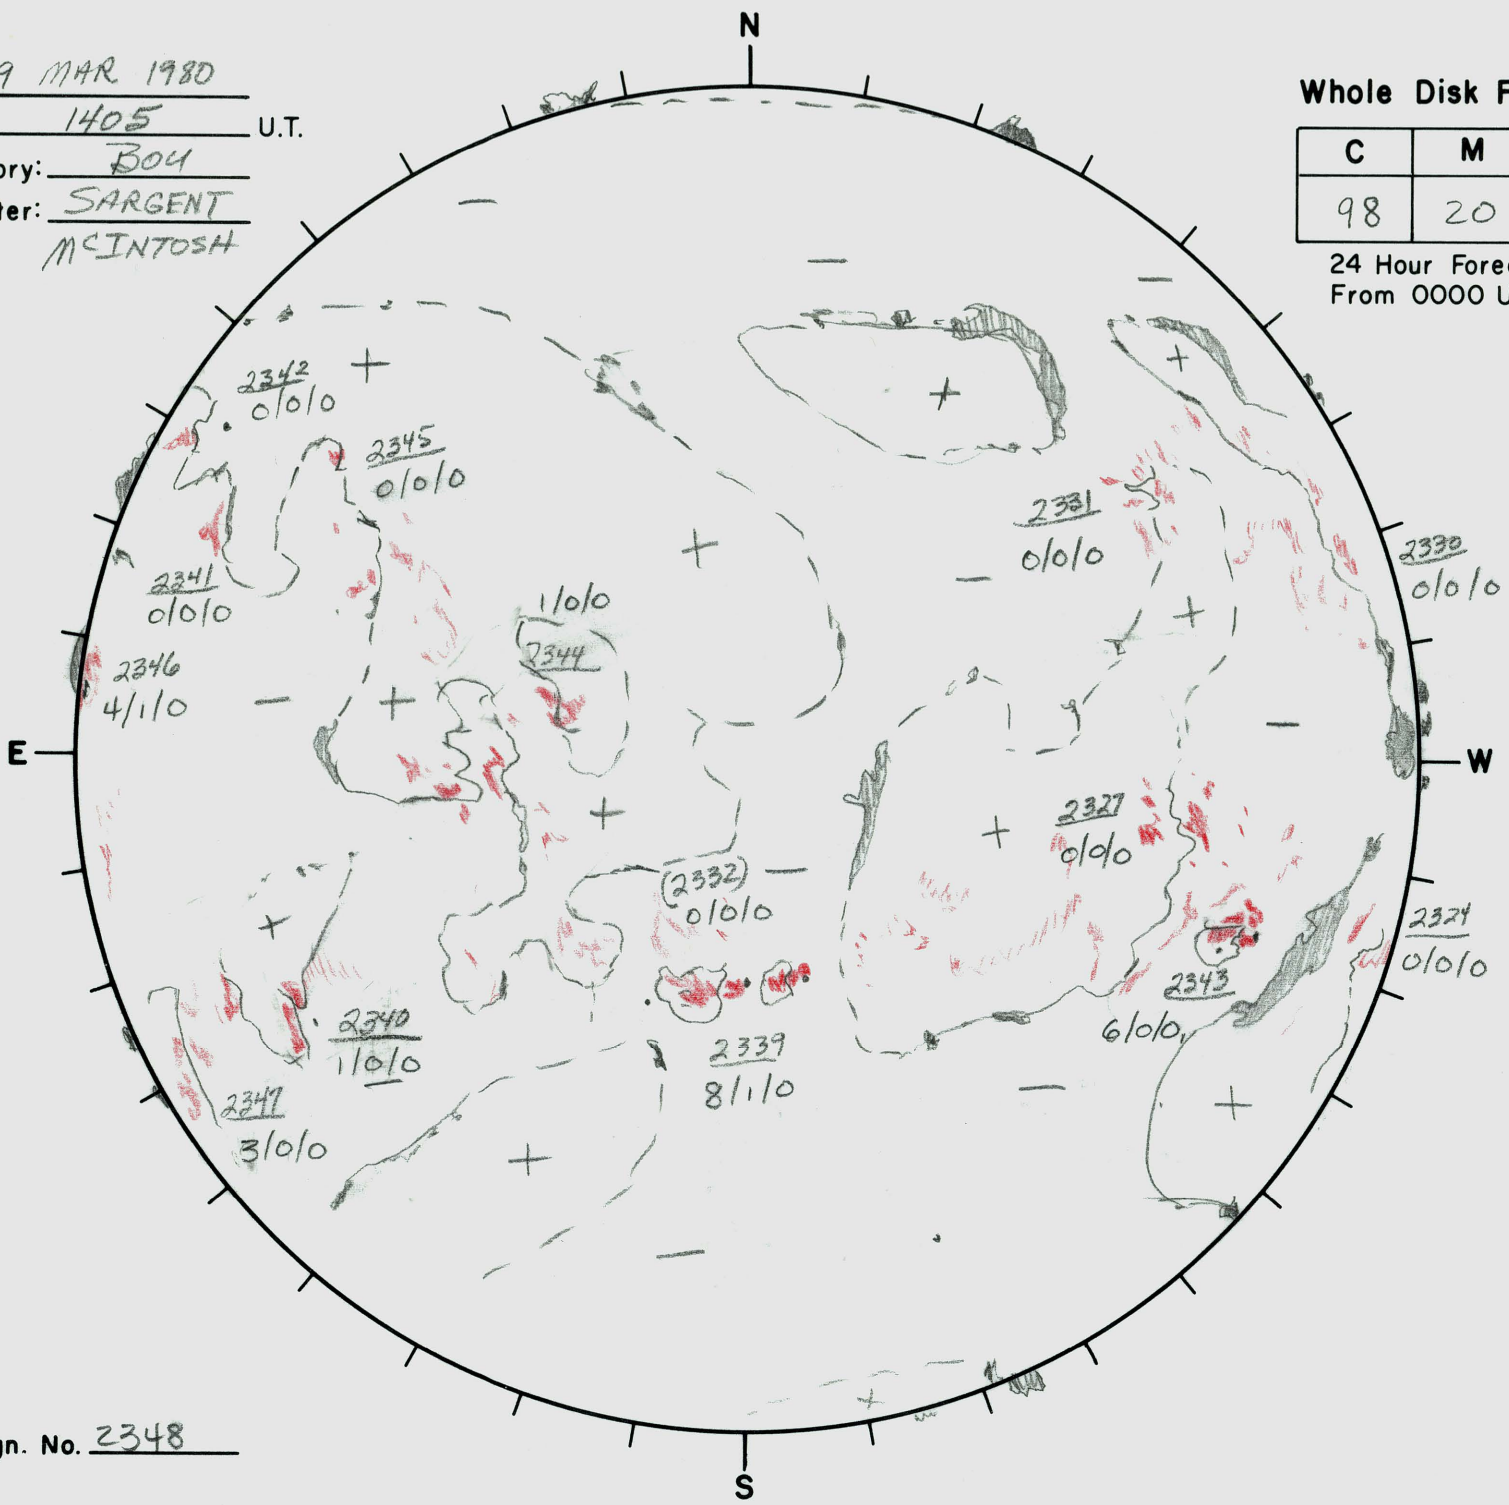 N
9 MAR 1980
1405 U.T.
ory: BOU
ter: SARGENT
McINTOSH
Whole Disk F
C M
98 20
24 Hour Fore
From 0000 U
2342
0/0/0
2345
0/0/0
2331
0/0/0
2330
0/0/0
2341
0/0/0
1/0/0
2344
2346
4/1/0
E
W
2327
0/0/0
(2332)
0/0/0
2324
0/0/0
2343
6/0/0
2340
1/0/0
2339
8/1/0
2347
3/0/0
gn. No. 2348
S